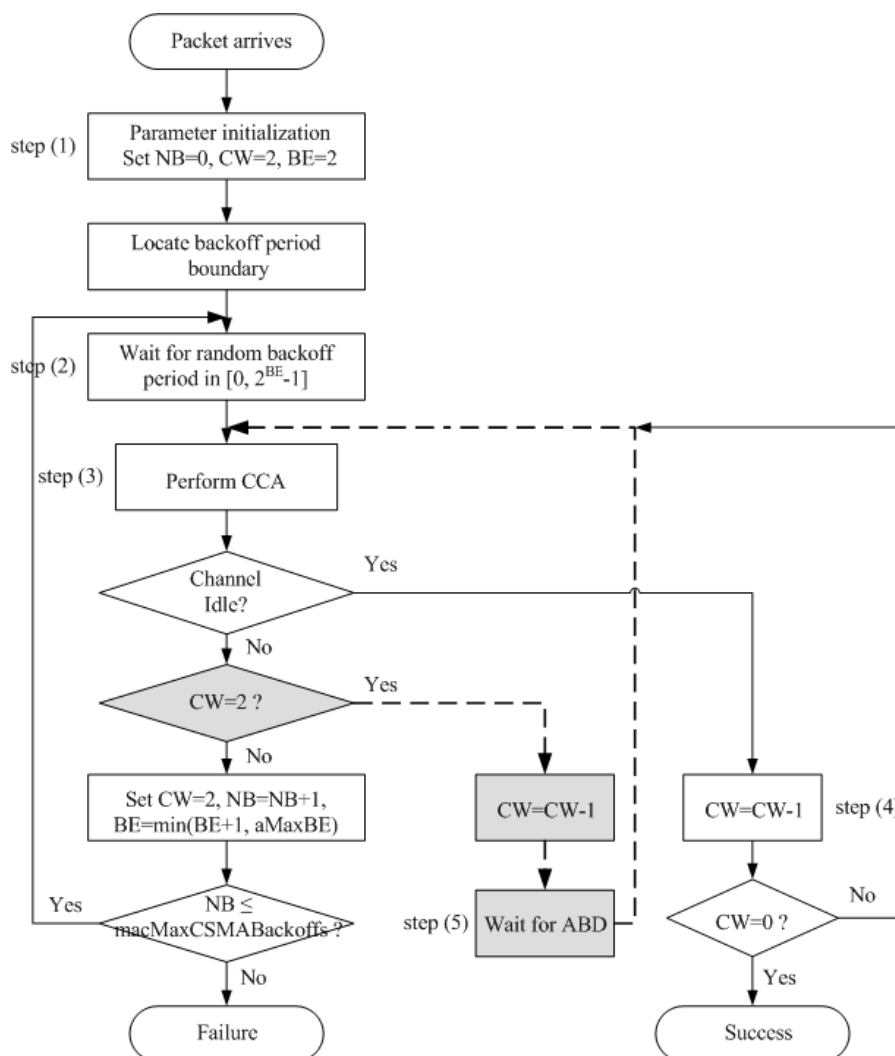 Packet arrives
step (1)
Parameter initialization
Set NB=0, CW=2, BE=2
Locate backoff period
boundary
step (2)
Wait for random backoff
period in [0, 2^BE-1]
step (3)
Perform CCA
Channel
Idle?
Yes
No
CW=2 ?
Yes
No
Set CW=2, NB=NB+1,
BE=min(BE+1, aMaxBE)
CW=CW-1
CW=CW-1
step (4)
Yes
NB ≤
macMaxCSMABackoffs ?
No
step (5)
Wait for ABD
CW=0 ?
No
Yes
Failure
Success